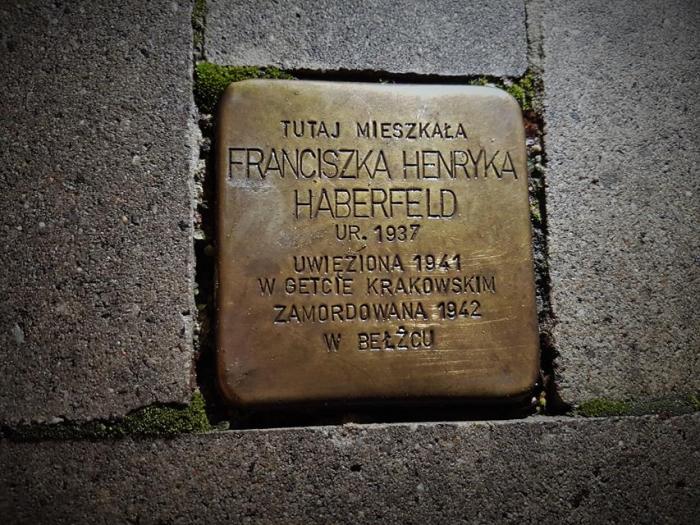 TUTAJ MIESZKAŁA
FRANCISZKA HENRYKA
HABERFELD
UR. 1937
UWIĘZIONA 1941
W GETCIE KRAKOWSKIM
ZAMORDOWANA 1942
W BEŁŻCU